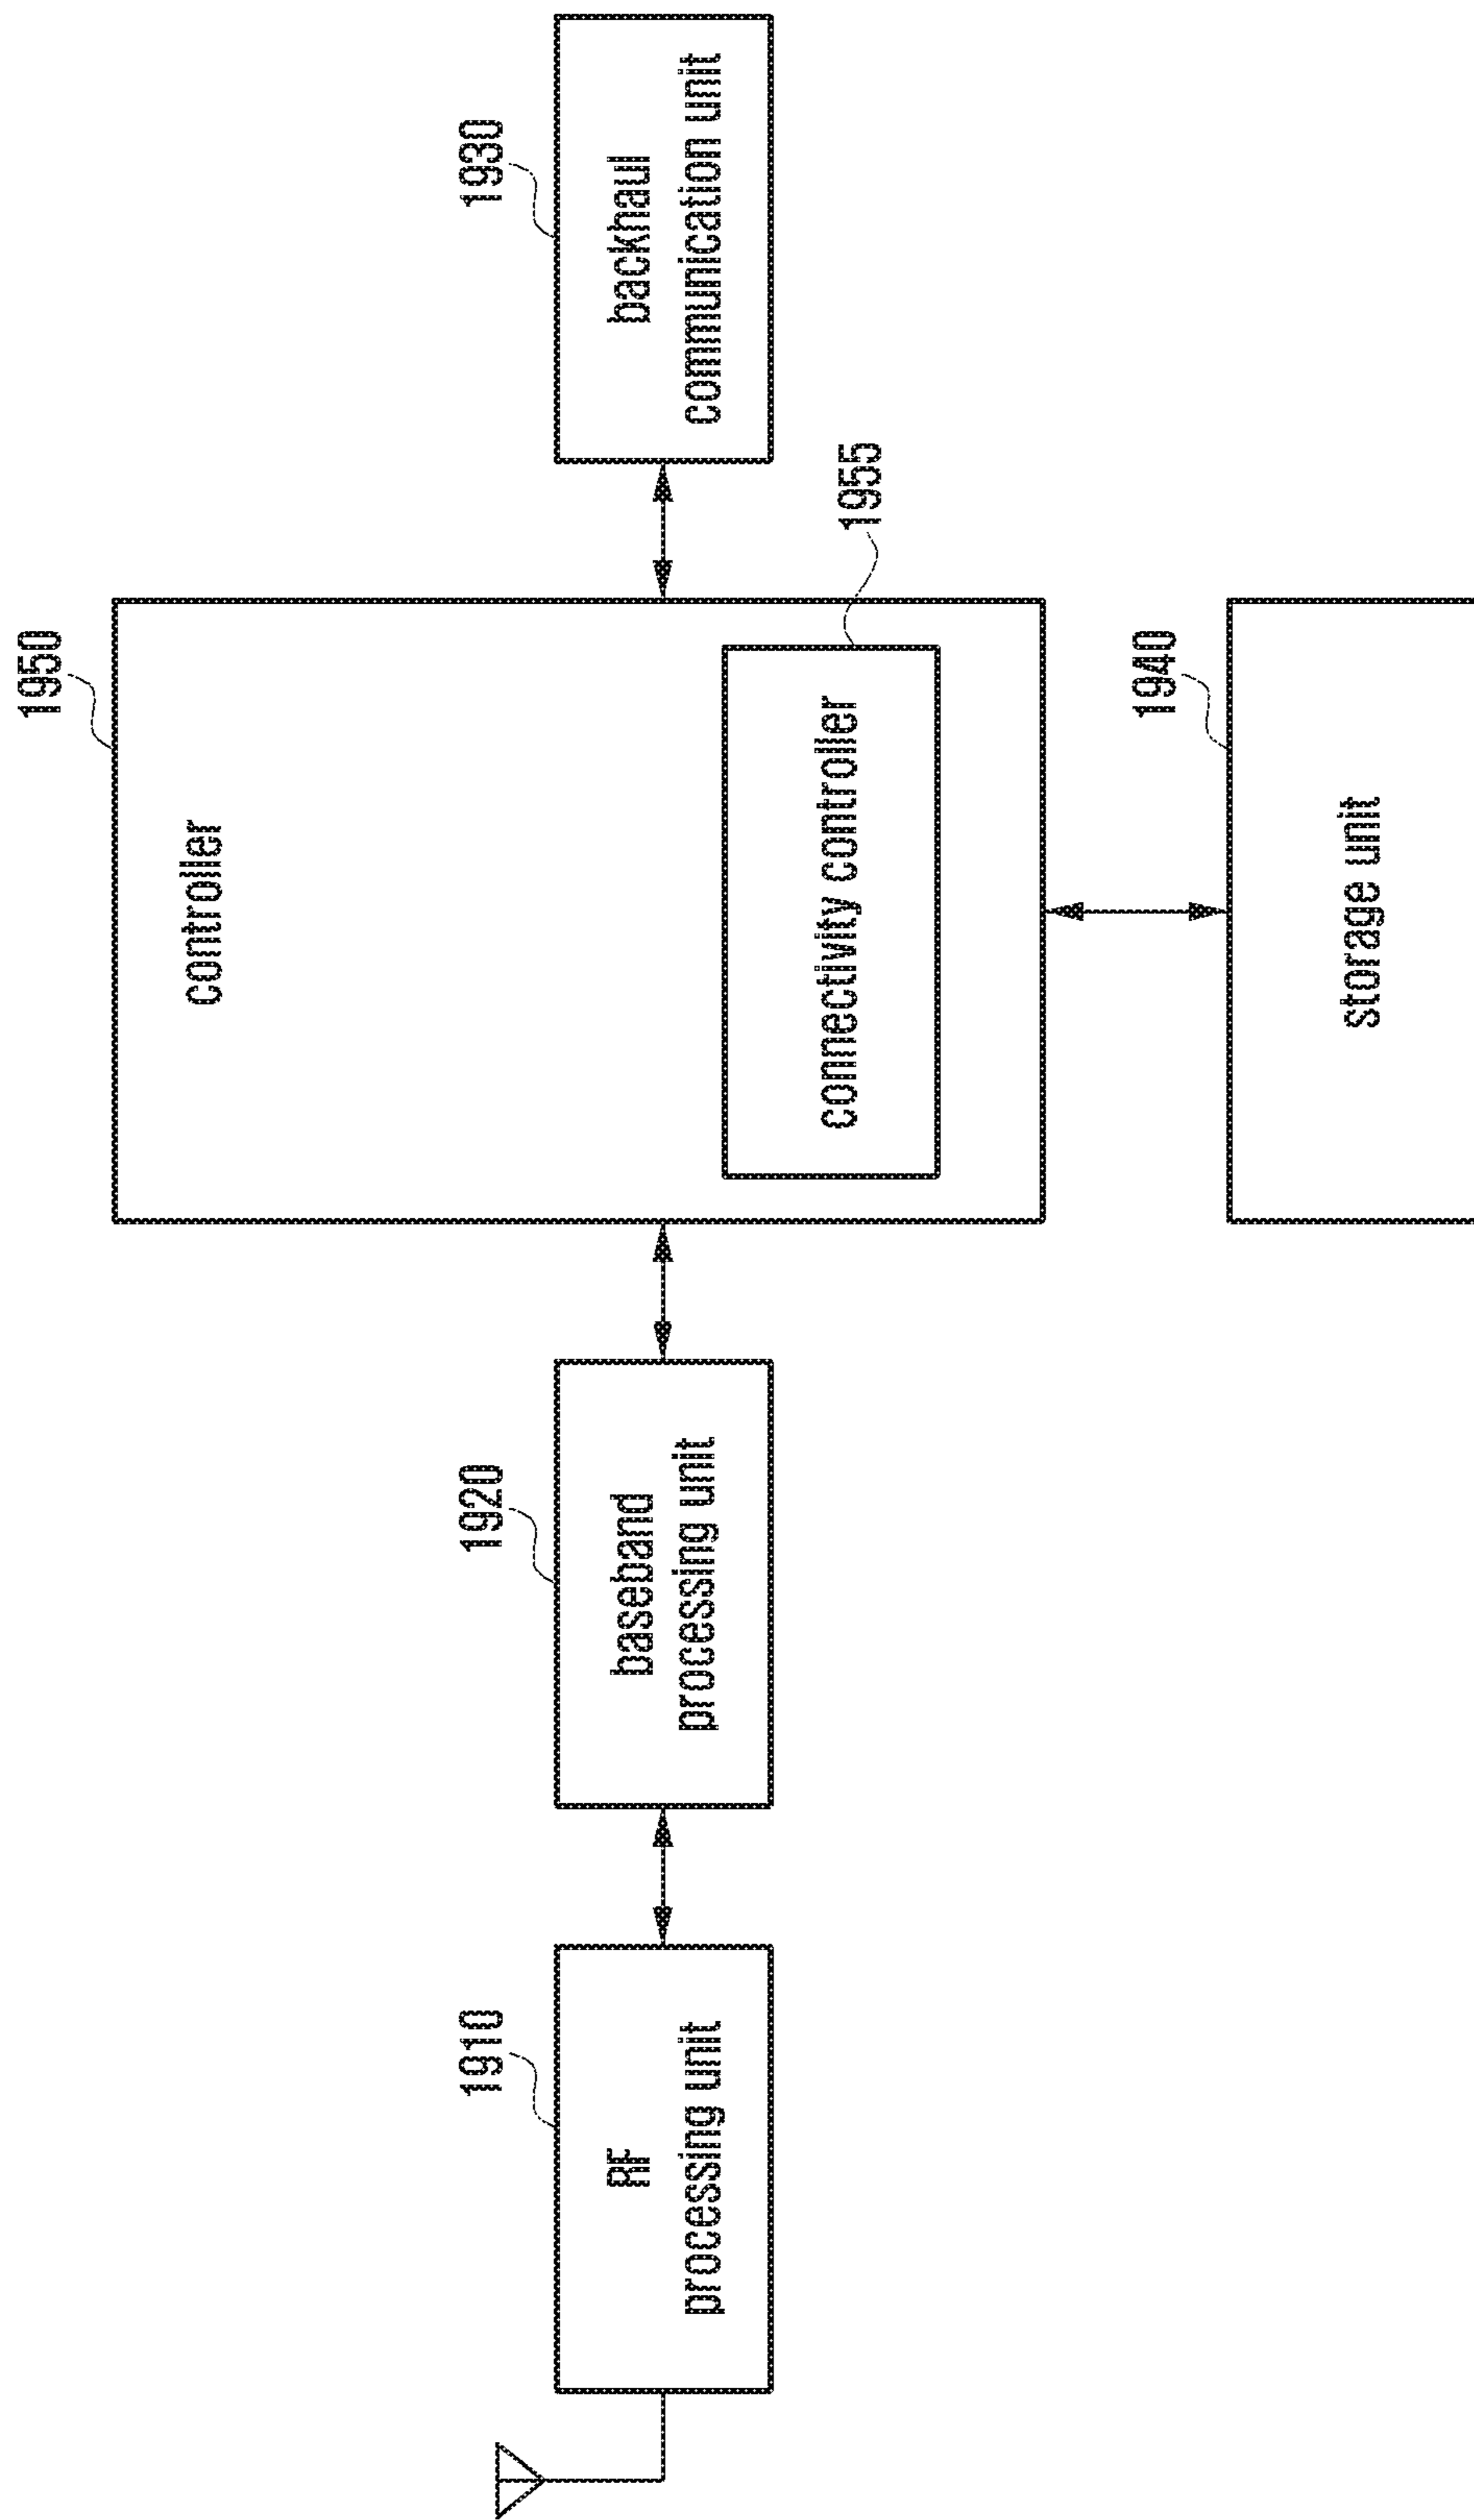 1950
controller
1910
RF
processing unit
1920
baseband
processing unit
1930
backhaul
communication unit
connectivity controller
1955
1940
storage unit